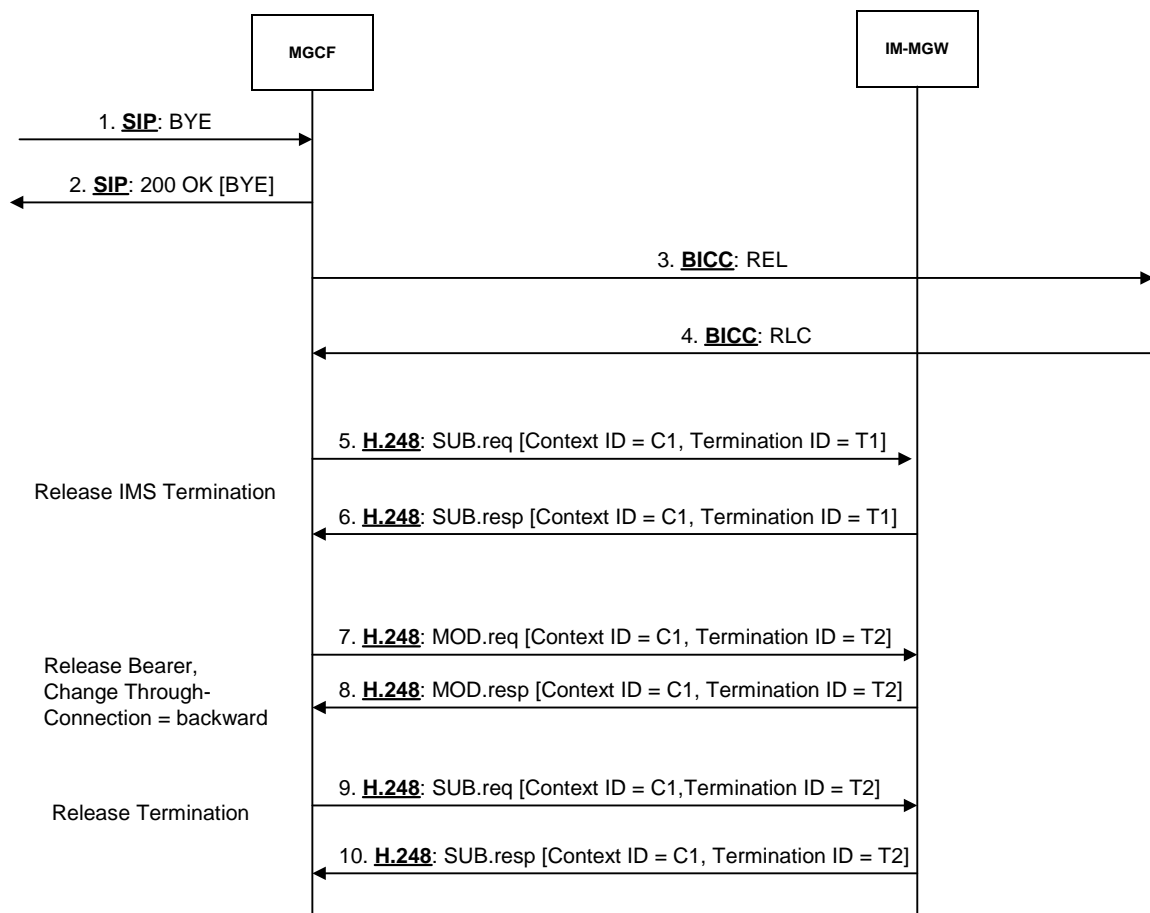 MGCF
IM-MGW
1. SIP: BYE
2. SIP: 200 OK [BYE]
3. BICC: REL
4. BICC: RLC
5. H.248: SUB.req [Context ID = C1, Termination ID = T1]
Release IMS Termination
6. H.248: SUB.resp [Context ID = C1, Termination ID = T1]
7. H.248: MOD.req [Context ID = C1, Termination ID = T2]
Release Bearer,
Change Through-
Connection = backward
8. H.248: MOD.resp [Context ID = C1, Termination ID = T2]
9. H.248: SUB.req [Context ID = C1,Termination ID = T2]
Release Termination
10. H.248: SUB.resp [Context ID = C1, Termination ID = T2]